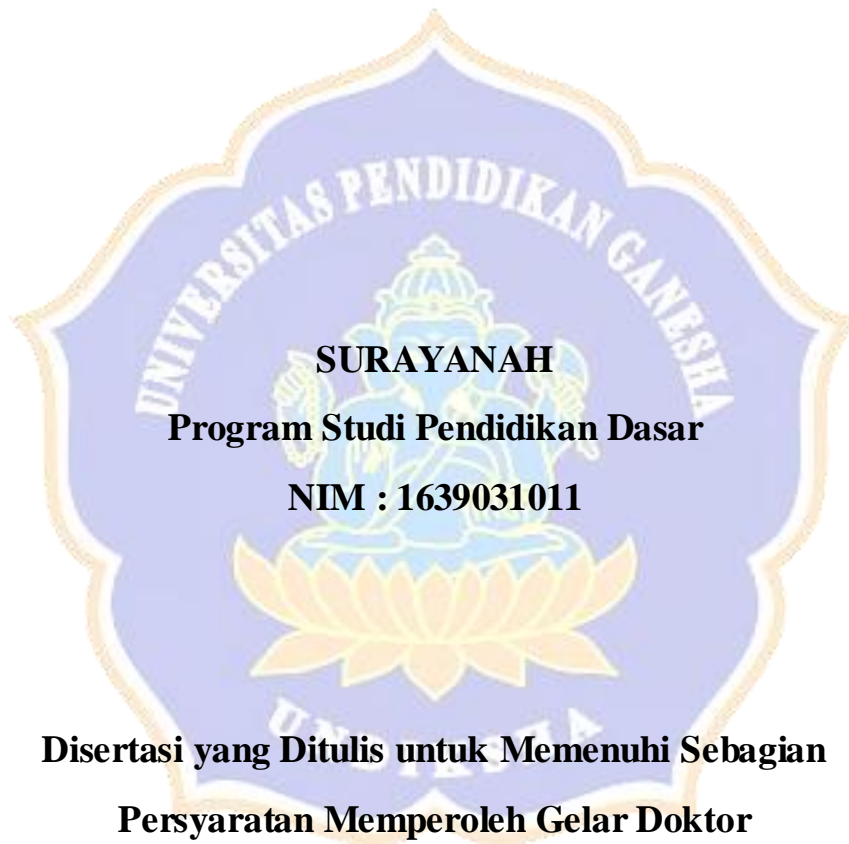 UNIVERSITAS PENDIDIKAN GANESHA
SURAYANAH
Program Studi Pendidikan Dasar
NIM : 1639031011
UNDIKSHA
Disertasi yang Ditulis untuk Memenuhi Sebagian
Persyaratan Memperoleh Gelar Doktor